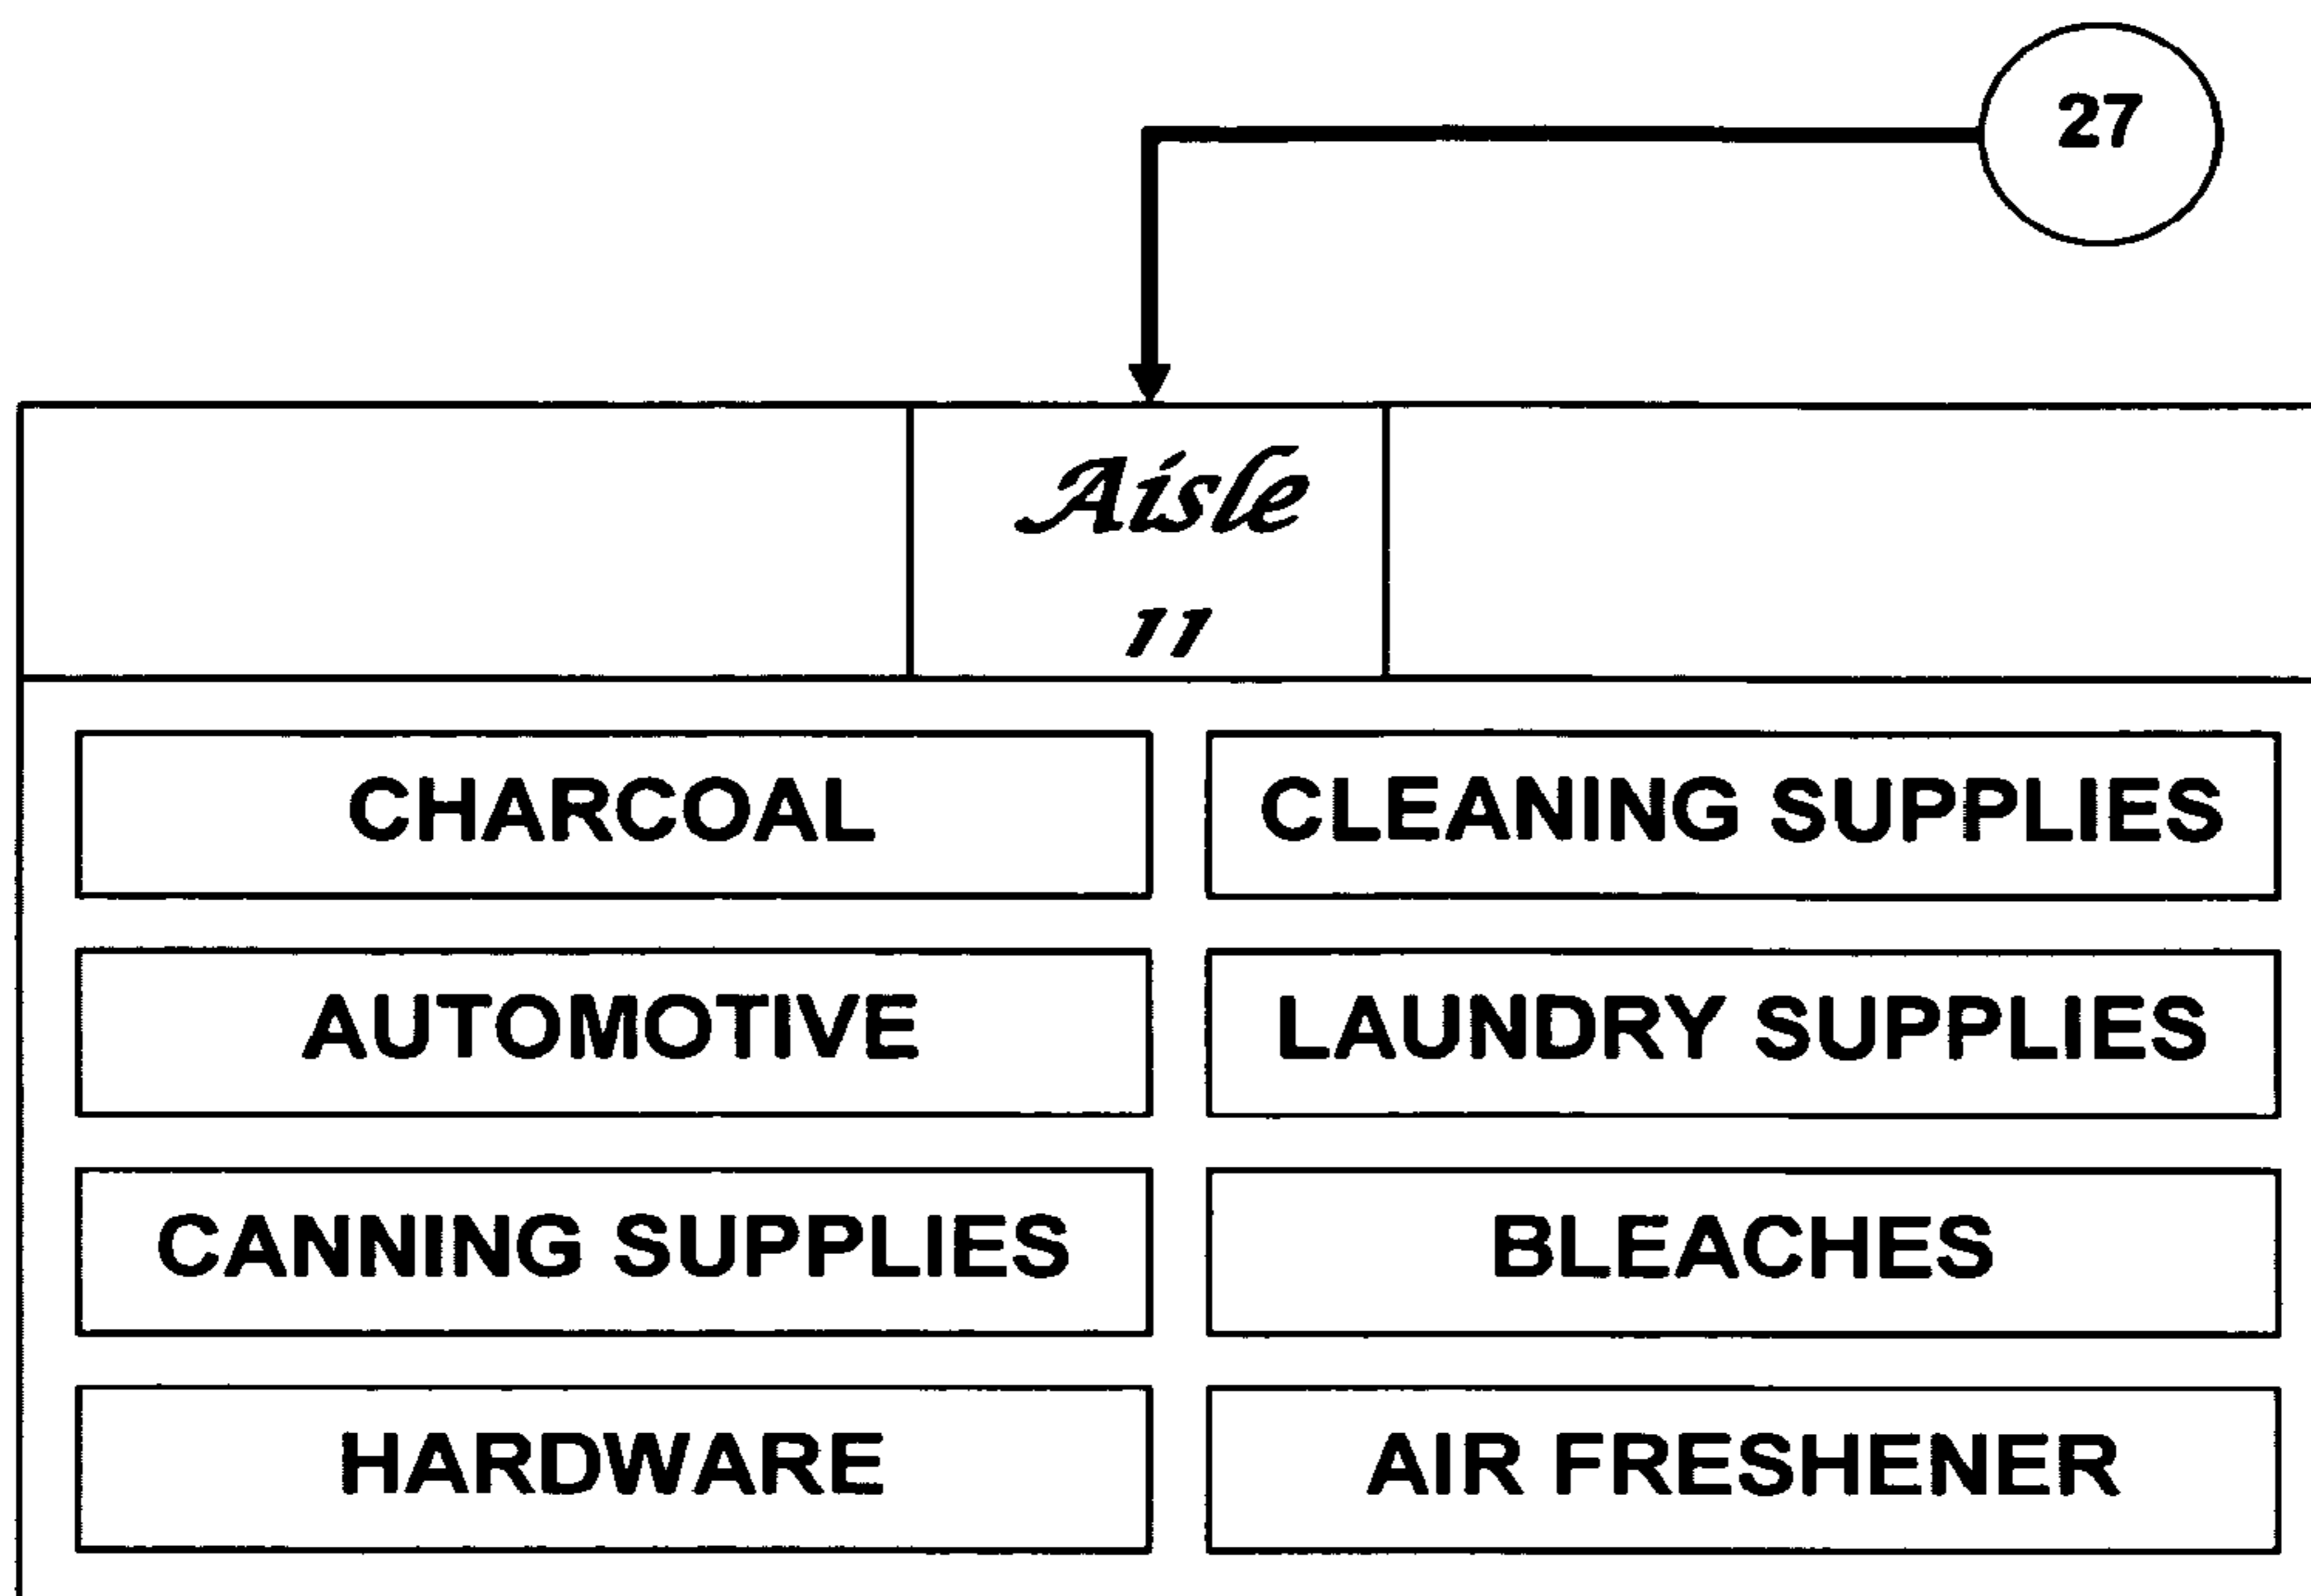 27
Aisle
11
CHARCOAL
CLEANING SUPPLIES
AUTOMOTIVE
LAUNDRY SUPPLIES
CANNING SUPPLIES
BLEACHES
HARDWARE
AIR FRESHENER